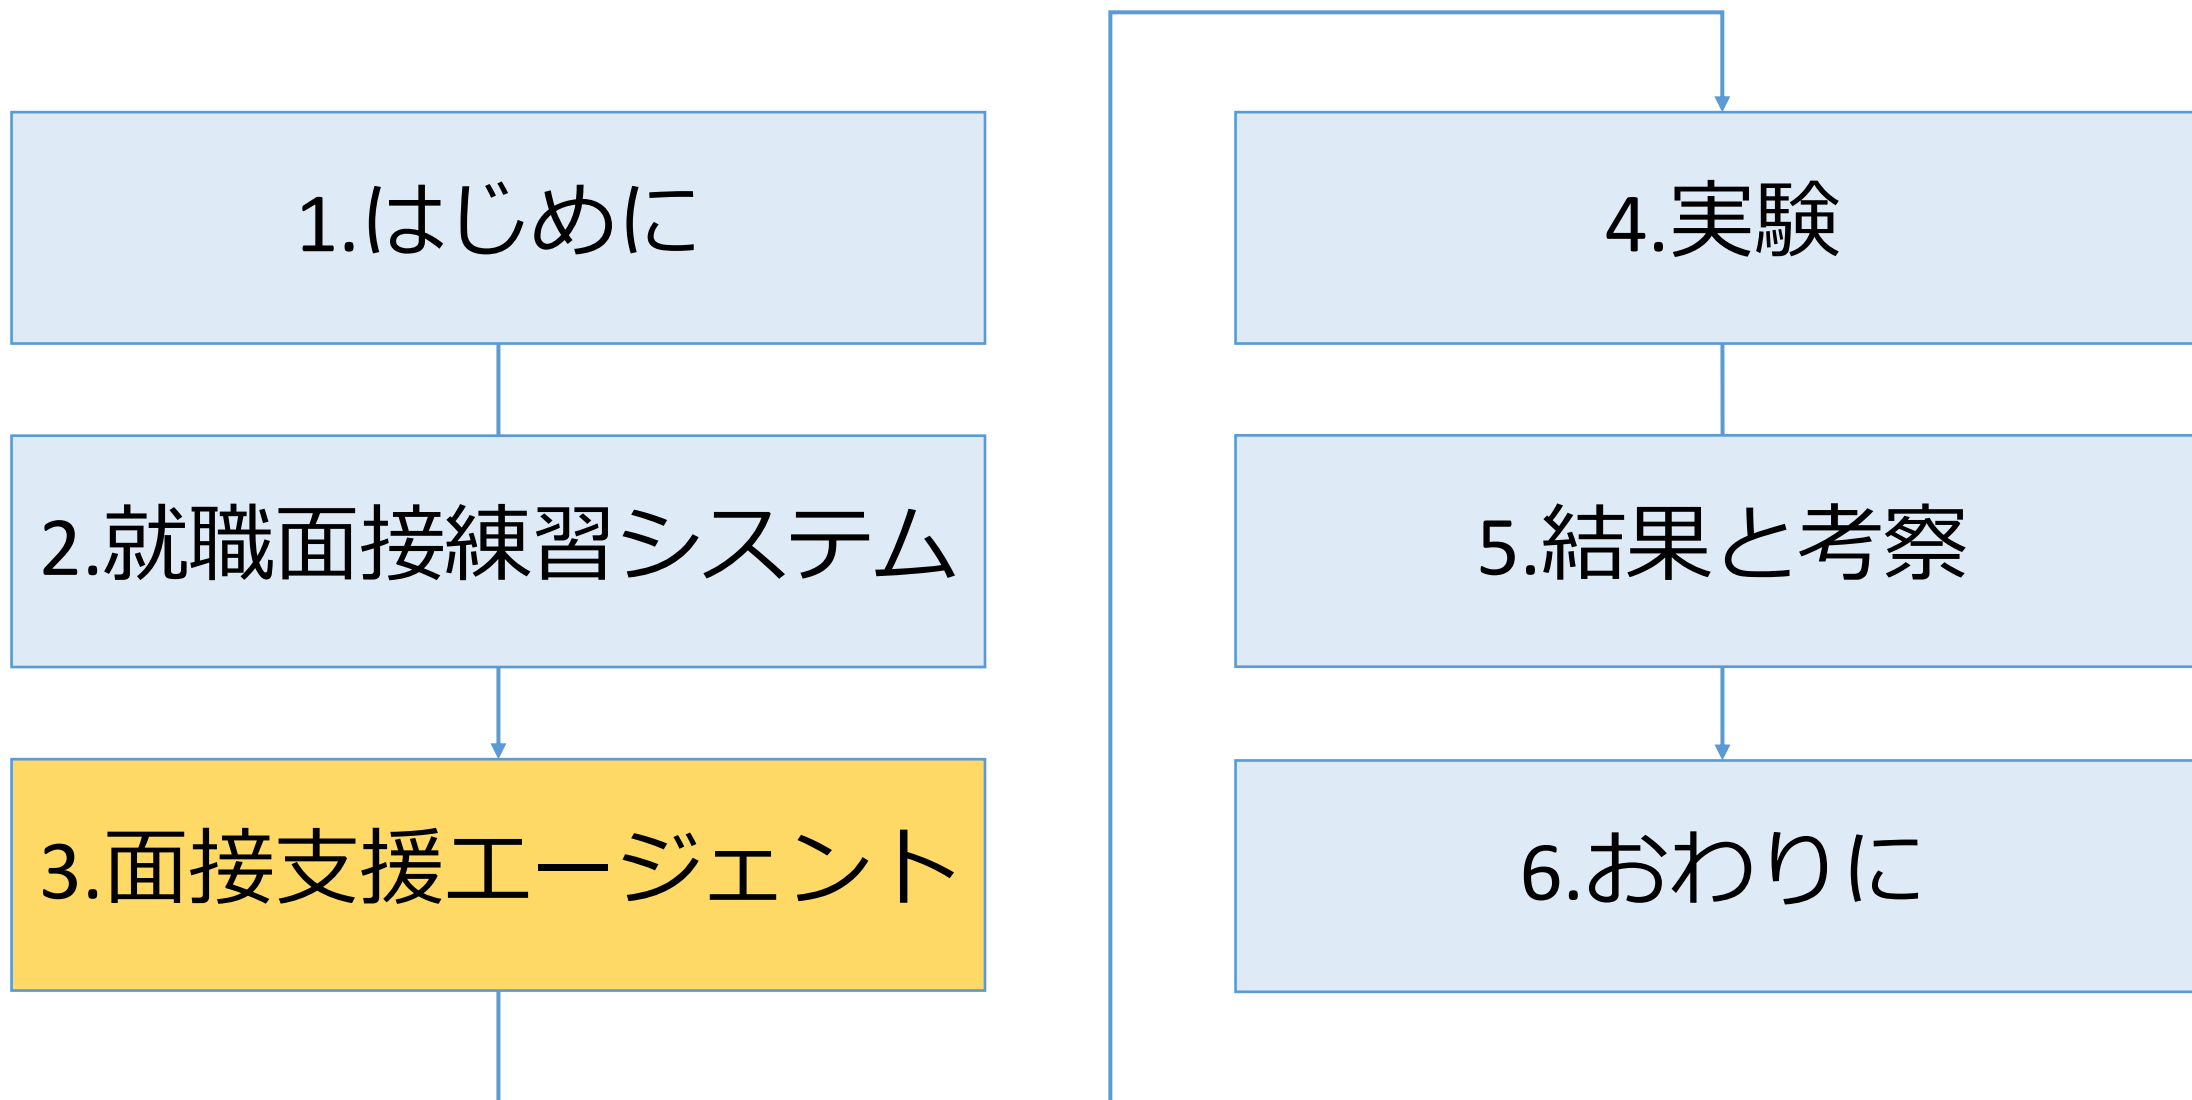 1.はじめに
2.就職面接練習システム
3.面接支援エージェント
4.実験
5.結果と考察
6.おわりに